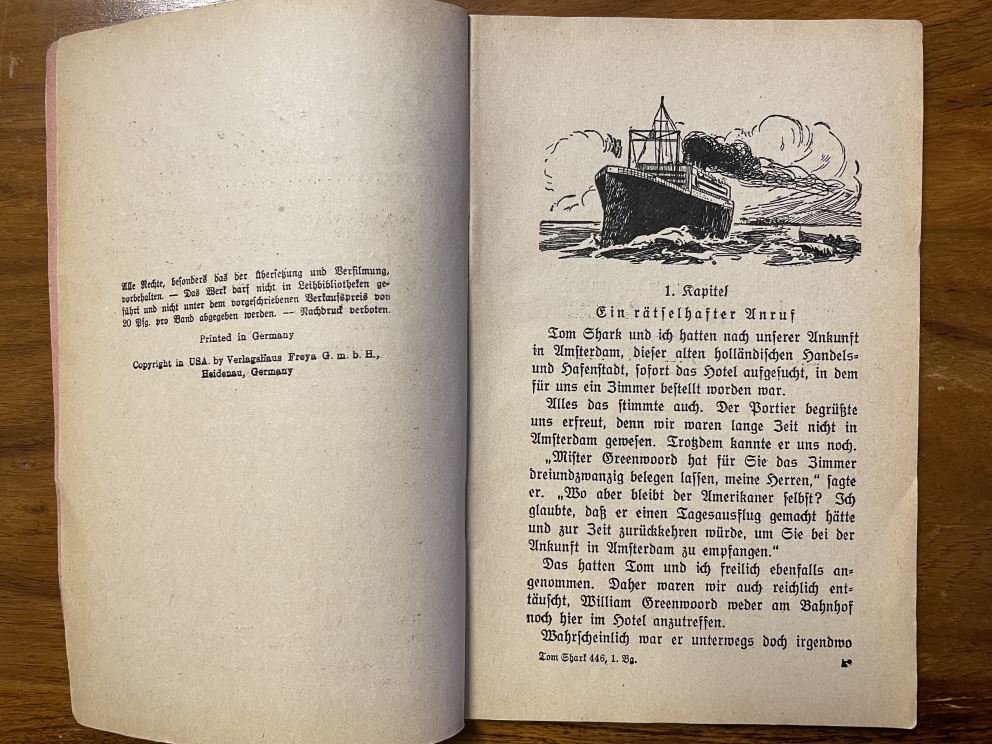 Alle Rechte, besonders das der Übersetzung und Verfilmung,
vorbehalten. — Das Werk darf nicht in Leihbibliotheken ge-
führt und nicht unter dem vorgeschriebenen Verkaufspreis von
20 Pfg. pro Band abgegeben werden. — Nachdruck verboten.
Printed in Germany
Copyright in USA. by Verlagshaus Freya G. m. b. H.,
Heidenau, Germany
1. Kapitel
Ein rätselhafter Anruf
Tom Shark und ich hatten nach unserer Ankunft
in Amsterdam, dieser alten holländischen Handels-
und Hafenstadt, sofort das Hotel aufgesucht, in dem
für uns ein Zimmer bestellt worden war.
Alles das stimmte auch. Der Portier begrüßte
uns erfreut, denn wir waren lange Zeit nicht in
Amsterdam gewesen. Trotzdem kannte er uns noch.
„Mister Greenwoord hat für Sie das Zimmer
dreiundzwanzig belegen lassen, meine Herren,“ sagte
er. „Wo aber bleibt der Amerikaner selbst? Ich
glaubte, daß er einen Tagesausflug gemacht hätte
und zur Zeit zurückkehren würde, um Sie bei der
Ankunft in Amsterdam zu empfangen.“
Das hatten Tom und ich freilich ebenfalls an-
genommen. Daher waren wir auch reichlich ent-
täuscht, William Greenwoord weder am Bahnhof
noch hier im Hotel anzutreffen.
Wahrscheinlich war er unterwegs doch irgendwo
Tom Shark 446, 1. Bg.